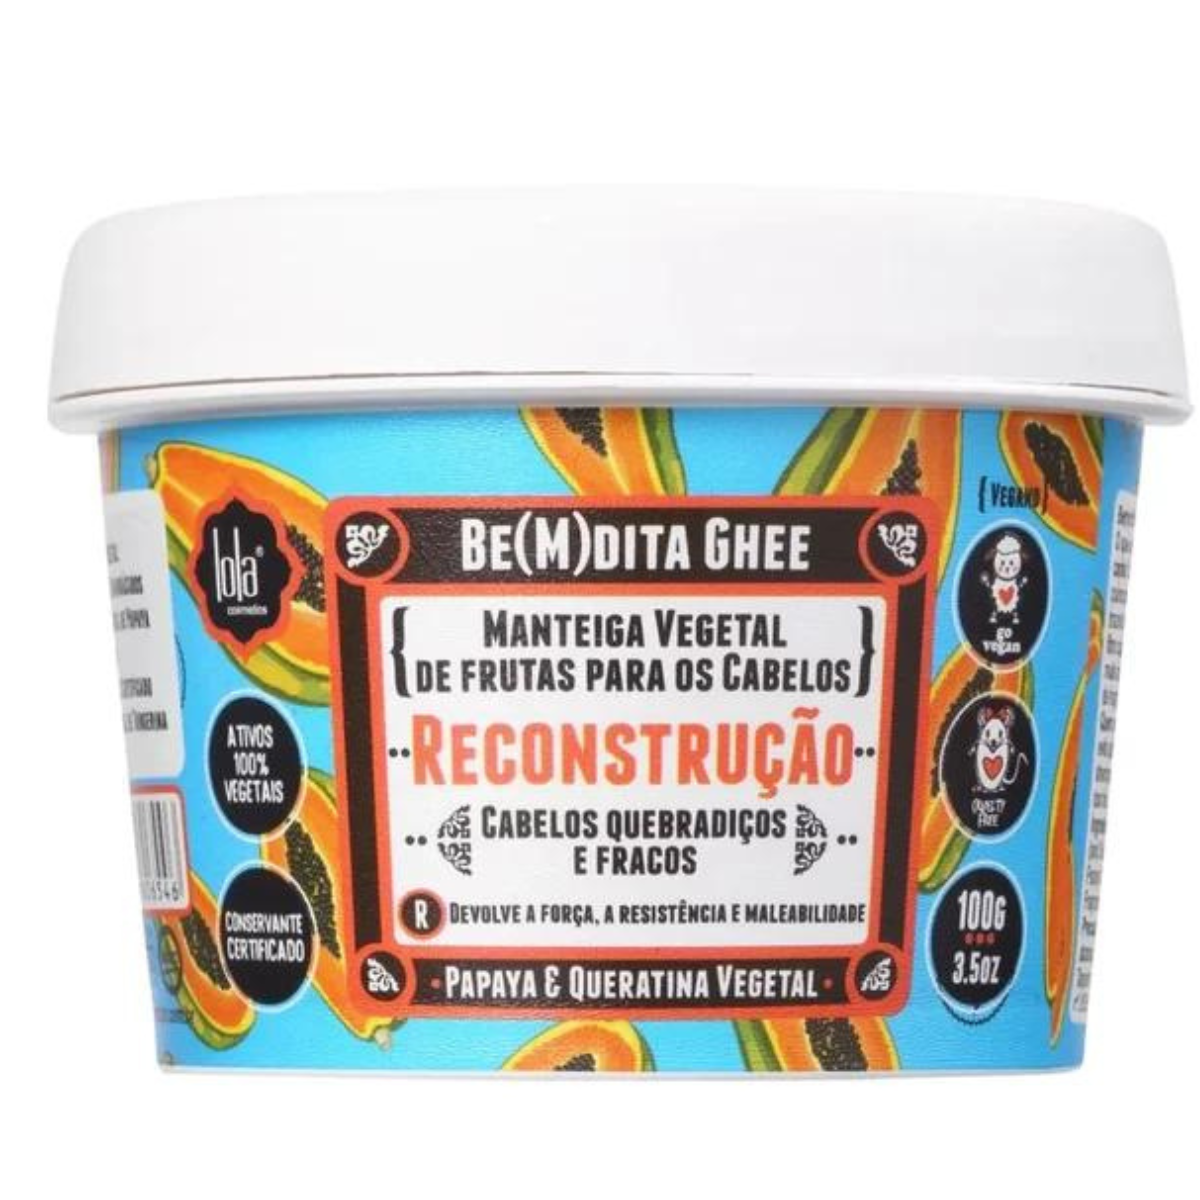 BE(M)DITA GHEE
MANTEIGA VEGETAL
DE FRUTAS PARA OS CABELOS
RECONSTRUÇÃO
CABELOS QUEBRADIÇOS
E FRACOS
R DEVOLVE A FORÇA, A RESISTÊNCIA E MALEABILIDADE
PAPAYA & QUERATINA VEGETAL
lola®
cosmetics
ATIVOS
100%
VEGETAIS
CONSERVANTE
CERTIFICADO
{VEGANO}
go
vegan
CRUELTY
FREE
100G
3.5OZ